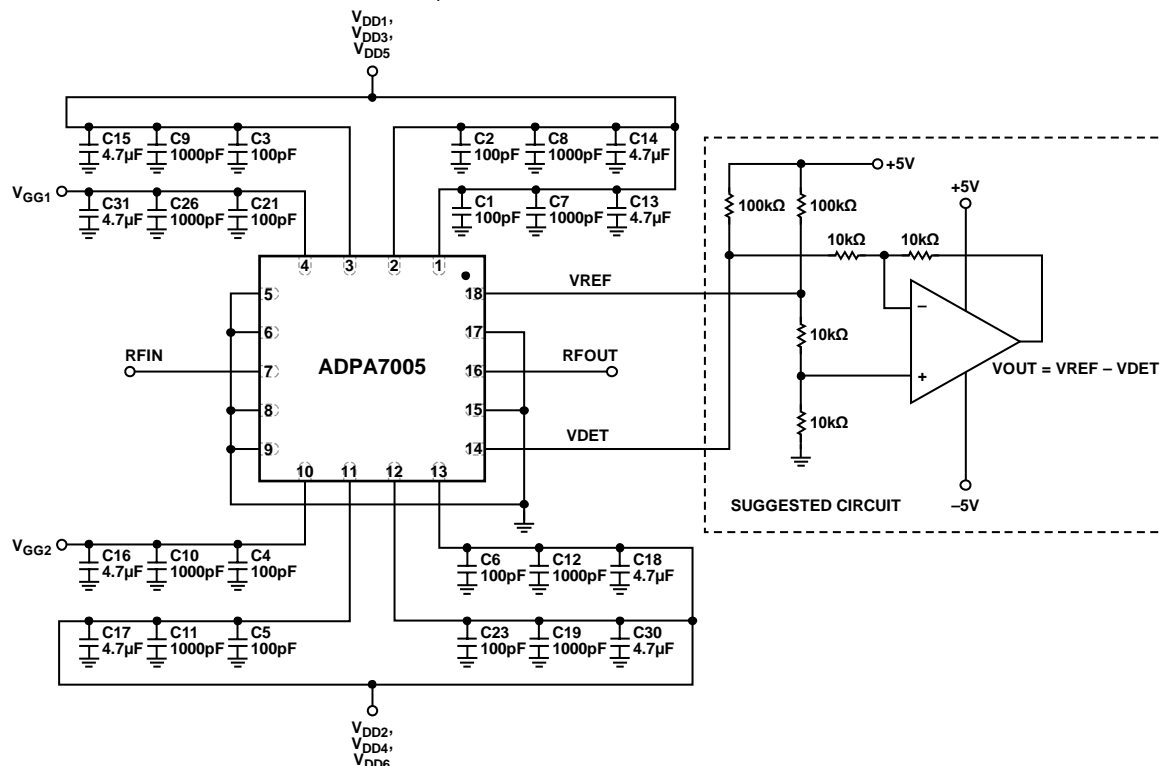 VDD1,
VDD3,
VDD5
C15
4.7µF
C9
1000pF
C3
100pF
C2
100pF
C8
1000pF
C14
4.7µF
VGG1
C31
4.7µF
C26
1000pF
C21
100pF
C1
100pF
C7
1000pF
C13
4.7µF
4 3 2 1
5
6
7
8
9
18
17
16
15
14
10 11 12 13
ADPA7005
RFIN
VREF
RFOUT
VDET
+5V
+5V
100kΩ
100kΩ
10kΩ
10kΩ
10kΩ
10kΩ
–
+
VOUT = VREF – VDET
–5V
SUGGESTED CIRCUIT
VGG2
C16
4.7µF
C10
1000pF
C4
100pF
C6
100pF
C12
1000pF
C18
4.7µF
C17
4.7µF
C11
1000pF
C5
100pF
C23
100pF
C19
1000pF
C30
4.7µF
VDD2,
VDD4,
VDD6